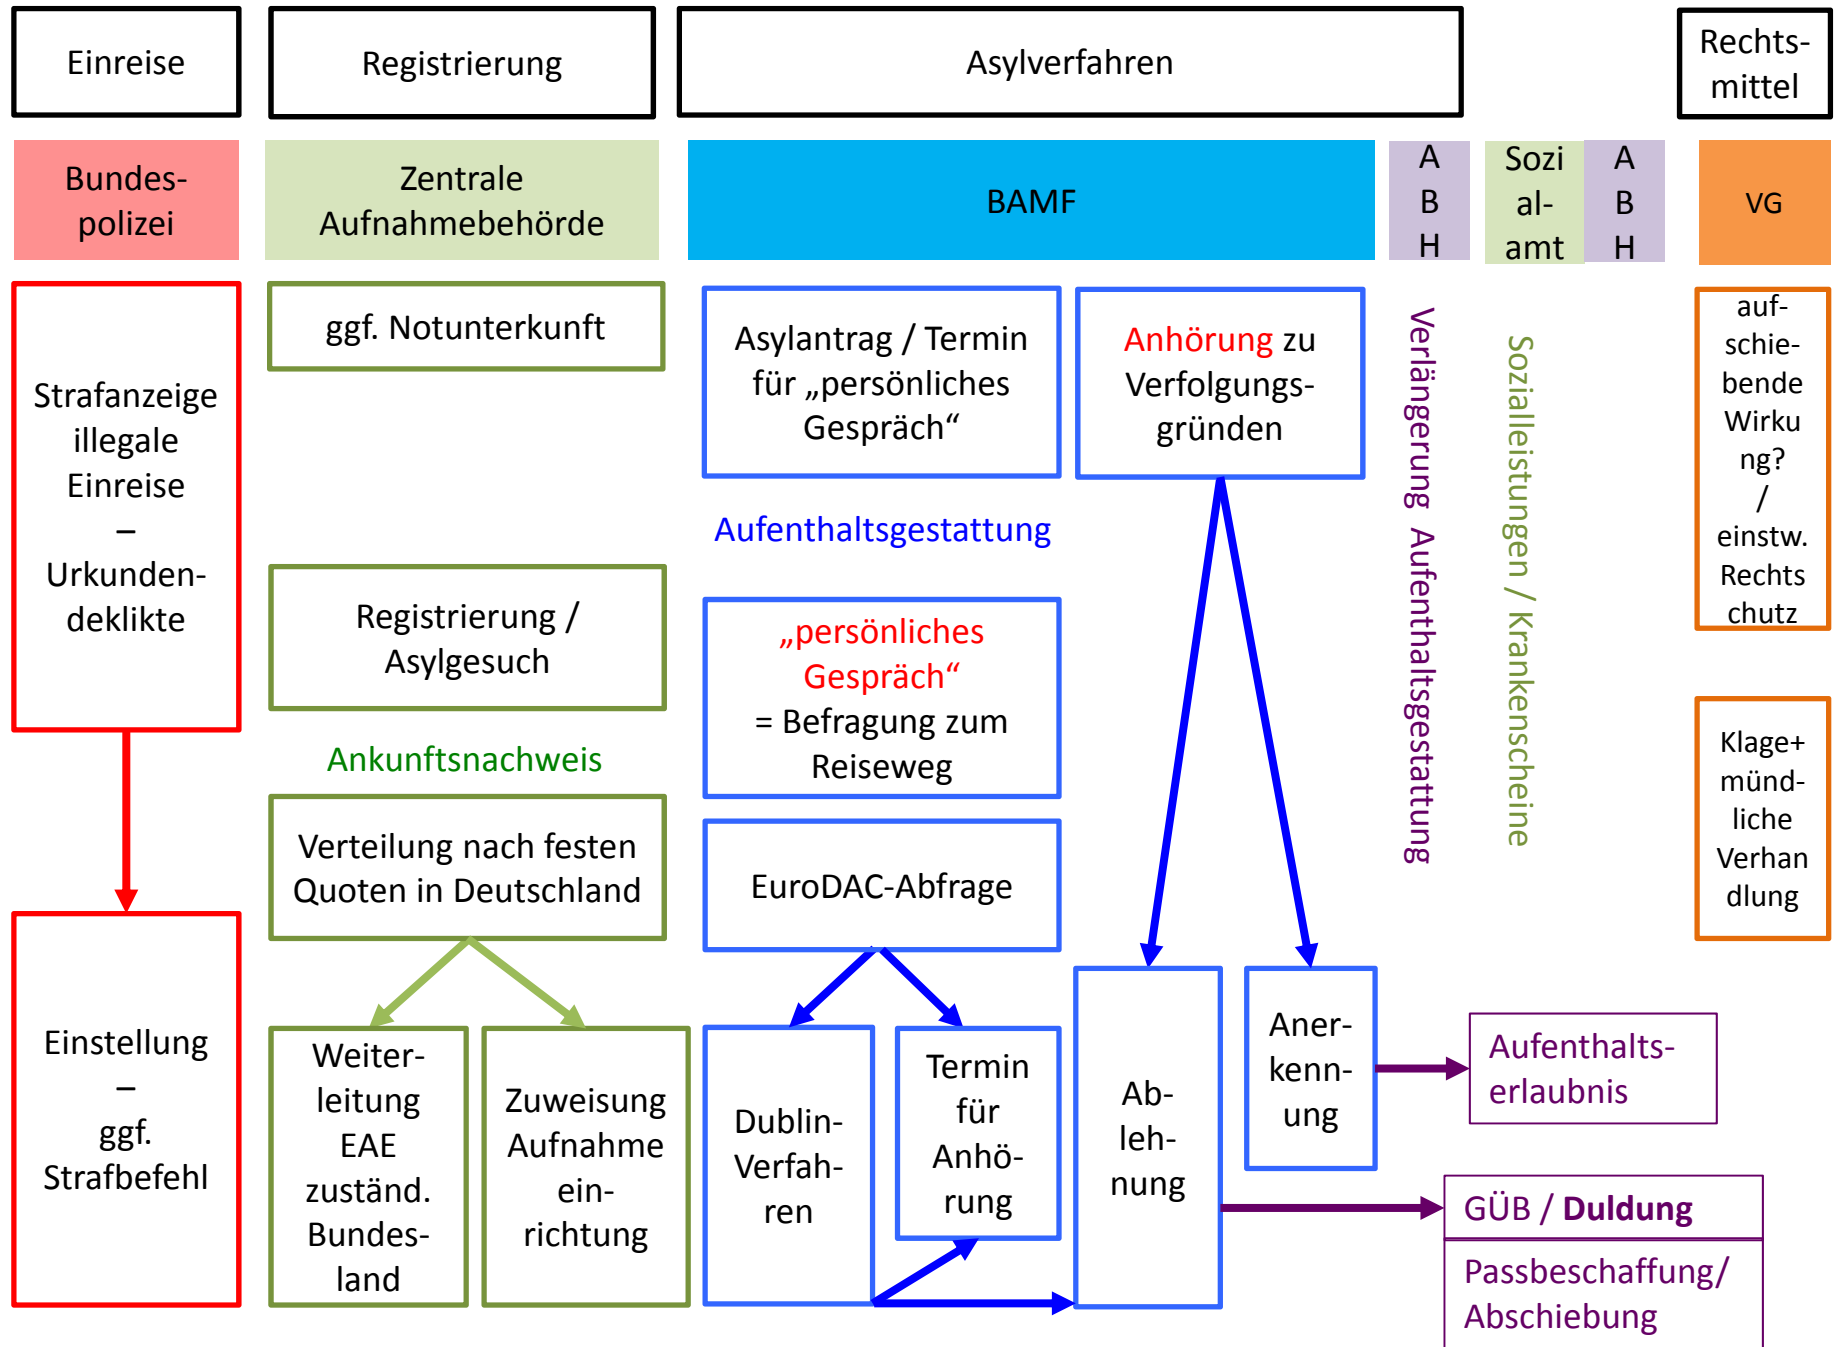 Einreise
Registrierung
Asylverfahren
Rechts-
mittel
Bundes-
polizei
Zentrale
Aufnahmebehörde
BAMF
A
B
H
Sozi
al-
amt
A
B
H
VG
Strafanzeige
illegale
Einreise
–
Urkunden-
deklikte
Einstellung
–
ggf.
Strafbefehl
ggf. Notunterkunft
Registrierung /
Asylgesuch
Ankunftsnachweis
Verteilung nach festen
Quoten in Deutschland
Weiter-
leitung
EAE
zuständ.
Bundes-
land
Zuweisung
Aufnahme
ein-
richtung
Asylantrag / Termin
für „persönliches
Gespräch“
Aufenthaltsgestattung
„persönliches
Gespräch“
= Befragung zum
Reiseweg
EuroDAC-Abfrage
Dublin-
Verfah-
ren
Termin
für
Anhö-
rung
Anhörung zu
Verfolgungs-
gründen
Ab-
leh-
nung
Aner-
kenn-
ung
Verlängerung Aufenthaltsgestattung
Sozialleistungen / Krankenscheine
Aufenthalts-
erlaubnis
GÜB / Duldung
Passbeschaffung/
Abschiebung
auf-
schie-
bende
Wirku
ng?
/
einstw.
Rechts
schutz
Klage+
münd-
liche
Verhan
dlung